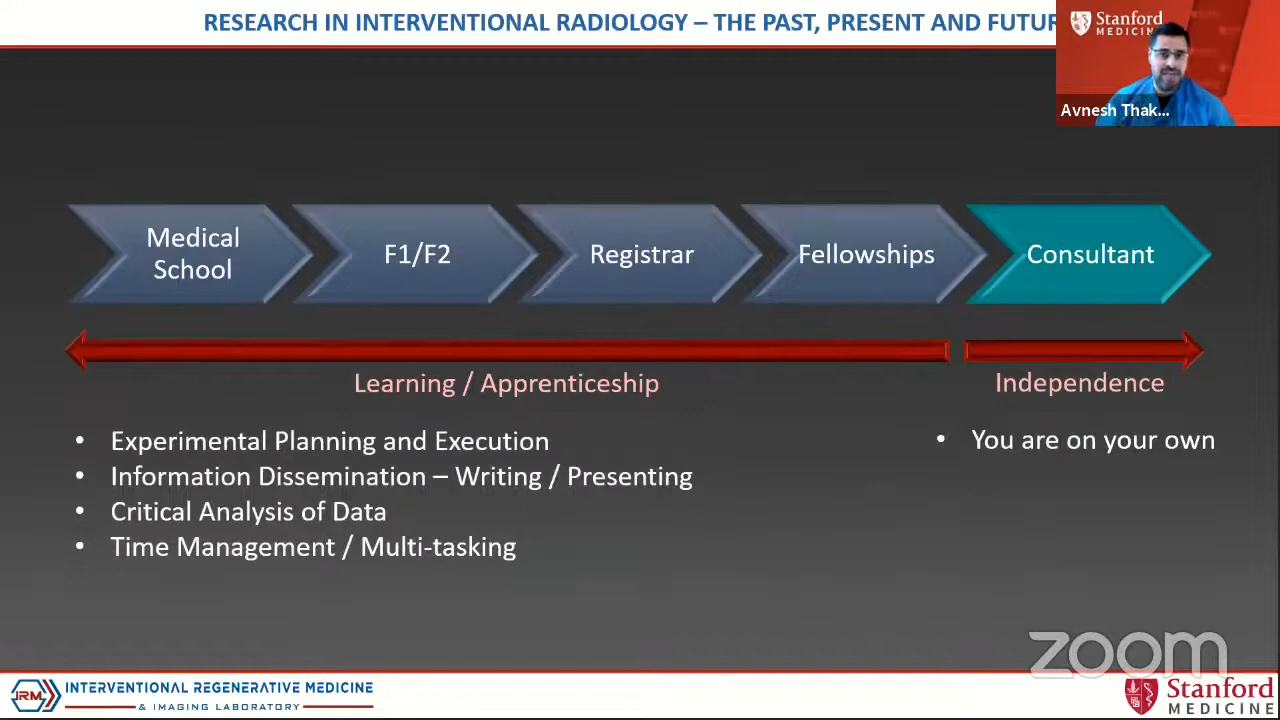 RESEARCH IN INTERVENTIONAL RADIOLOGY – THE PAST, PRESENT AND FUTUR
Stanford
MEDICINE
Avnesh Thak...
Medical
School
F1/F2
Registrar
Fellowships
Consultant
Learning / Apprenticeship
Independence
• Experimental Planning and Execution
• Information Dissemination – Writing / Presenting
• Critical Analysis of Data
• Time Management / Multi-tasking
• You are on your own
zoom
IRM
INTERVENTIONAL REGENERATIVE MEDICINE
& IMAGING LABORATORY
Stanford
MEDICINE